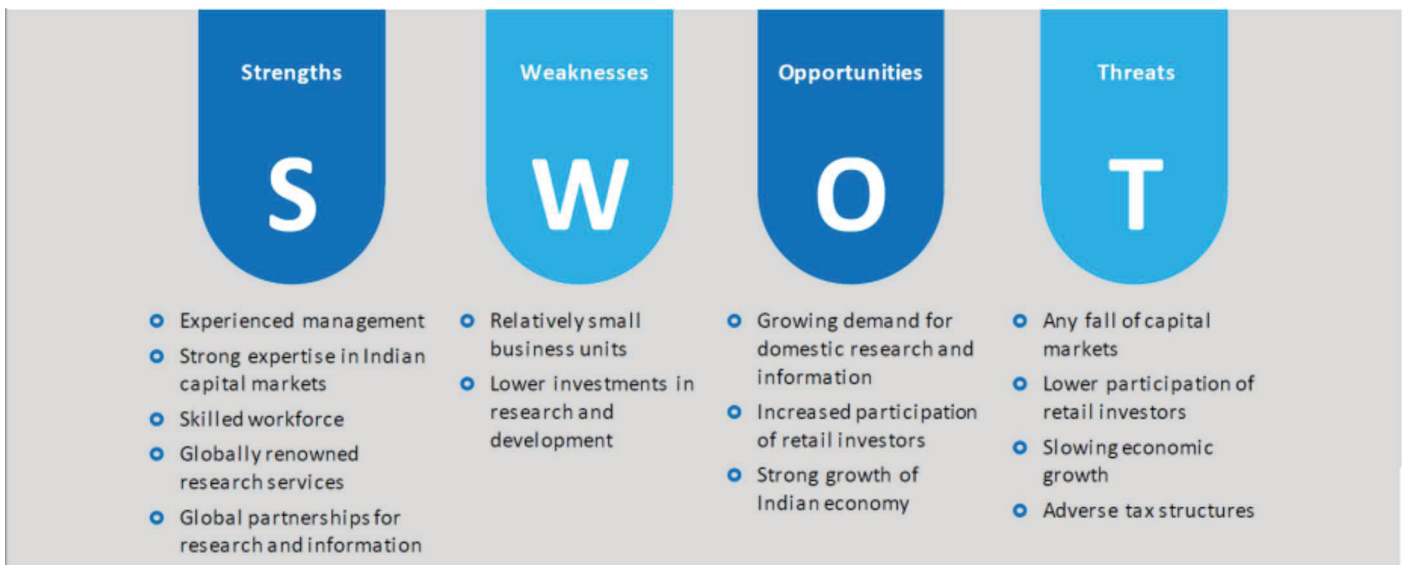 Strengths
S
Experienced management
Strong expertise in Indian
capital markets
Skilled workforce
Globally renowned
research services
Global partnerships for
research and information
Weaknesses
W
Relatively small
business units
Lower investments in
research and
development
Opportunities
O
Growing demand for
domestic research and
information
Increased participation
of retail investors
Strong growth of
Indian economy
Threats
T
Any fall of capital
markets
Lower participation of
retail investors
Slowing economic
growth
Adverse tax structures